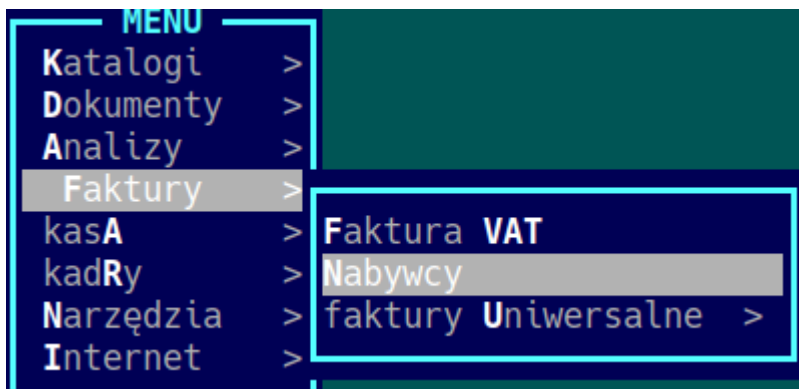 MENU
Katalogi >
Dokumenty >
Analizy >
Faktury >
kasA >
kadRy >
Narzędzia >
Internet >
Faktura VAT
Nabywcy
faktury Uniwersalne >